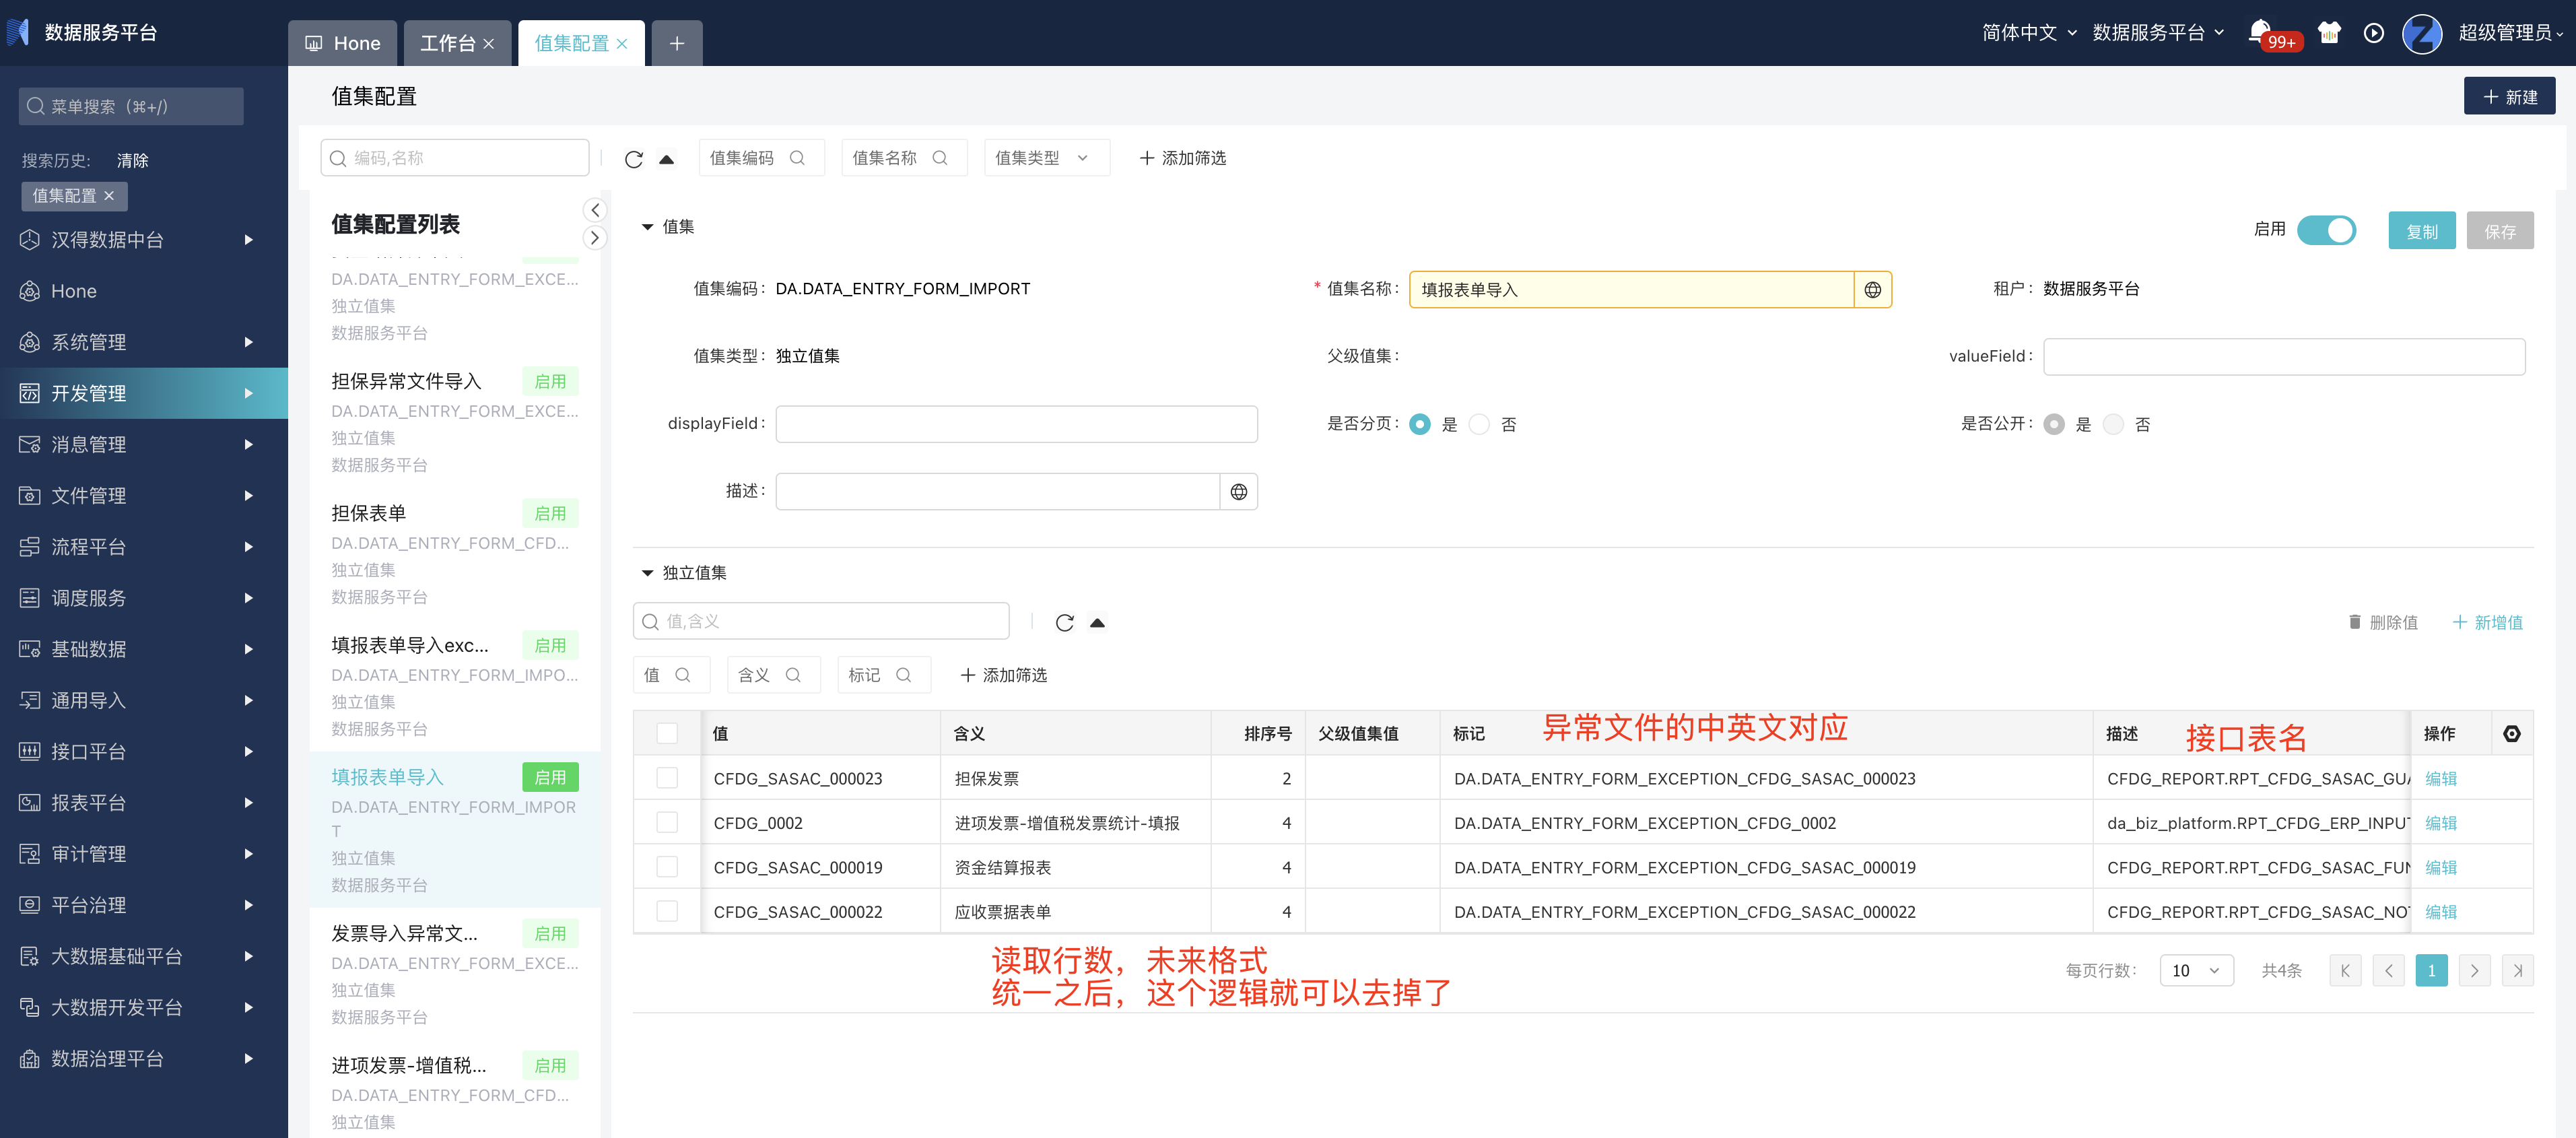 数据服务平台
Hone
工作台
值集配置
简体中文
数据服务平台
99+
超级管理员
菜单搜索（⌘+/）
搜索历史:
清除
值集配置
汉得数据中台
Hone
系统管理
开发管理
消息管理
文件管理
流程平台
调度服务
基础数据
通用导入
接口平台
报表平台
审计管理
平台治理
大数据基础平台
大数据开发平台
数据治理平台
值集配置
新建
编码,名称
值集编码
值集名称
值集类型
添加筛选
值集配置列表
DA.DATA_ENTRY_FORM_EXCE...
独立值集
数据服务平台
担保异常文件导入
启用
DA.DATA_ENTRY_FORM_EXCE...
独立值集
数据服务平台
担保表单
启用
DA.DATA_ENTRY_FORM_CFD...
独立值集
数据服务平台
填报表单导入exc...
启用
DA.DATA_ENTRY_FORM_IMPO...
独立值集
数据服务平台
填报表单导入
启用
DA.DATA_ENTRY_FORM_IMPOR
T
独立值集
数据服务平台
发票导入异常文...
启用
DA.DATA_ENTRY_FORM_EXCE...
独立值集
数据服务平台
进项发票-增值税...
启用
DA.DATA_ENTRY_FORM_CFD...
独立值集
值集
启用
复制
保存
值集编码: DA.DATA_ENTRY_FORM_IMPORT
* 值集名称: 填报表单导入
租户: 数据服务平台
值集类型: 独立值集
父级值集:
valueField:
displayField:
是否分页: 是 否
是否公开: 是 否
描述:
独立值集
值,含义
删除值
新增值
值
含义
标记
添加筛选
值 含义 排序号 父级值集值 标记 异常文件的中英文对应 描述 接口表名 操作
CFDG_SASAC_000023 担保发票 2 DA.DATA_ENTRY_FORM_EXCEPTION_CFDG_SASAC_000023 CFDG_REPORT.RPT_CFDG_SASAC_GUA 编辑
CFDG_0002 进项发票-增值税发票统计-填报 4 DA.DATA_ENTRY_FORM_EXCEPTION_CFDG_0002 da_biz_platform.RPT_CFDG_ERP_INPUT 编辑
CFDG_SASAC_000019 资金结算报表 4 DA.DATA_ENTRY_FORM_EXCEPTION_CFDG_SASAC_000019 CFDG_REPORT.RPT_CFDG_SASAC_FUN 编辑
CFDG_SASAC_000022 应收票据表单 4 DA.DATA_ENTRY_FORM_EXCEPTION_CFDG_SASAC_000022 CFDG_REPORT.RPT_CFDG_SASAC_NOT 编辑
读取行数，未来格式
统一之后，这个逻辑就可以去掉了
每页行数: 10 共4条 1